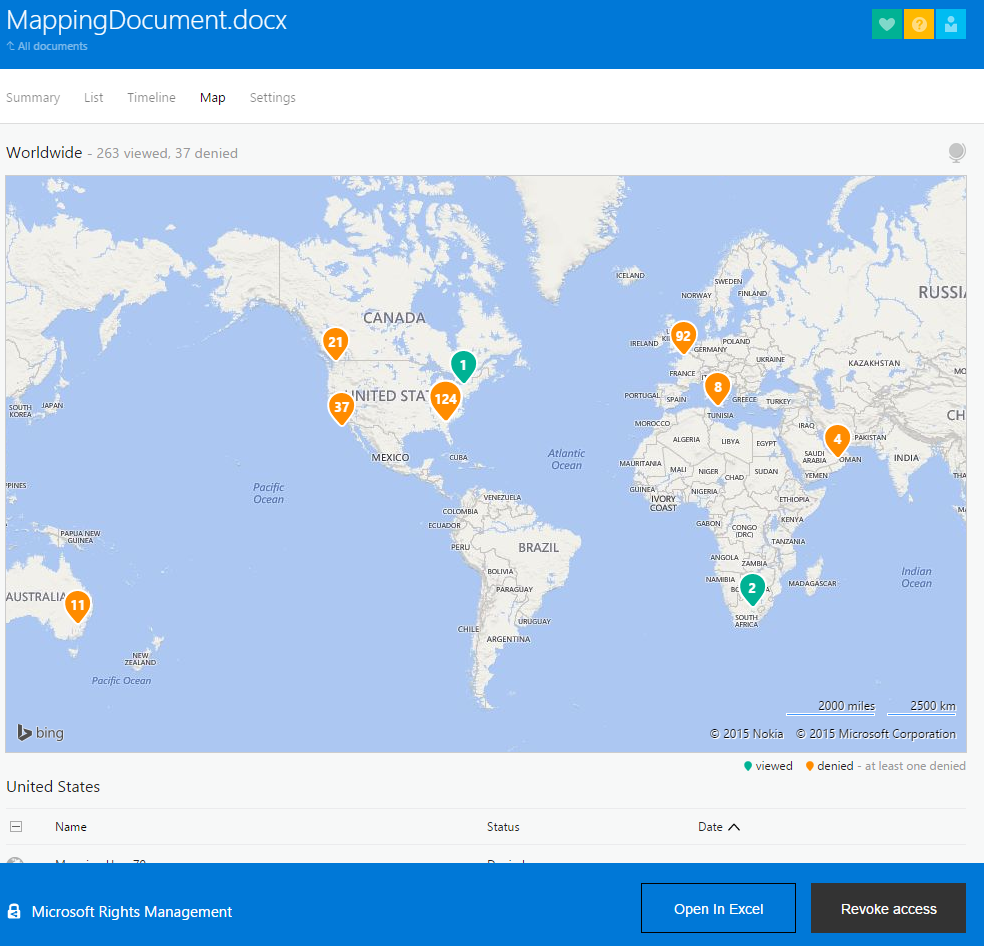 MappingDocument.docx
All documents
Summary
List
Timeline
Map
Settings
Worldwide - 263 viewed, 37 denied
ICELAND
SWEDEN
NORWAY
FINLAND
RUSSIA
CANADA
21
1
92
IRELAND
GERMANY
POLAND
UKRAINE
KAZAKHSTAN
FRANCE
37
UNITED STAT
124
PORTUGAL
SPAIN
8
GREECE
TURKEY
SOUTH
KOREA
JAPAN
TUNISIA
CH
MOROCCO
ALGERIA
LIBYA
EGYPT
IRAQ
4
PAKISTAN
MEXICO
CUBA
Atlantic
Ocean
MAURITANIA
MALI
NIGER
CHAD
SUDAN
SAUDI
ARABIA
OMAN
YEMEN
INDIA
Pacific
Ocean
VENEZUELA
GUINEA
IVORY
COAST
NIGERIA
ETHIOPIA
COLOMBIA
ECUADOR
GABON
CONGO
(DRC)
KENYA
PAPUA NEW
GUINEA
PERU
BRAZIL
TANZANIA
ANGOLA
ZAMBIA
BOLIVIA
NAMIBIA
MADAGASCAR
Indian
Ocean
AUSTRALIA
11
PARAGUAY
2
CHILE
URUGUAY
ARGENTINA
SOUTH
AFRICA
NEW
ZEALAND
Pacific Ocean
2000 miles
2500 km
bing
© 2015 Nokia
© 2015 Microsoft Corporation
viewed
denied - at least one denied
United States
Name
Status
Date
Microsoft Rights Management
Open In Excel
Revoke access